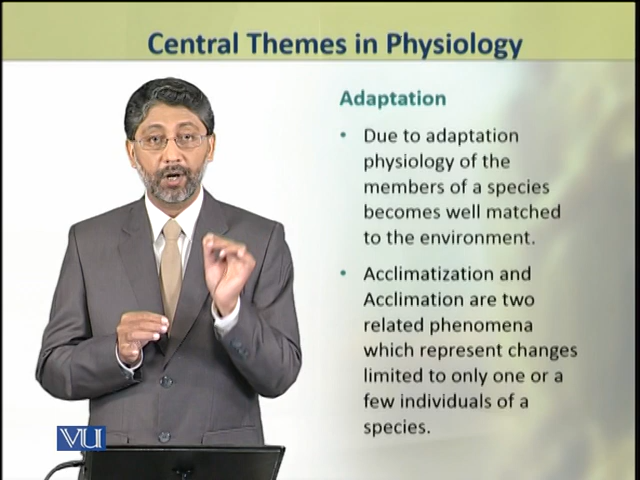 Central Themes in Physiology
Adaptation
• Due to adaptation
physiology of the
members of a species
becomes well matched
to the environment.
• Acclimatization and
Acclimation are two
related phenomena
which represent changes
limited to only one or a
few individuals of a
species.
VU